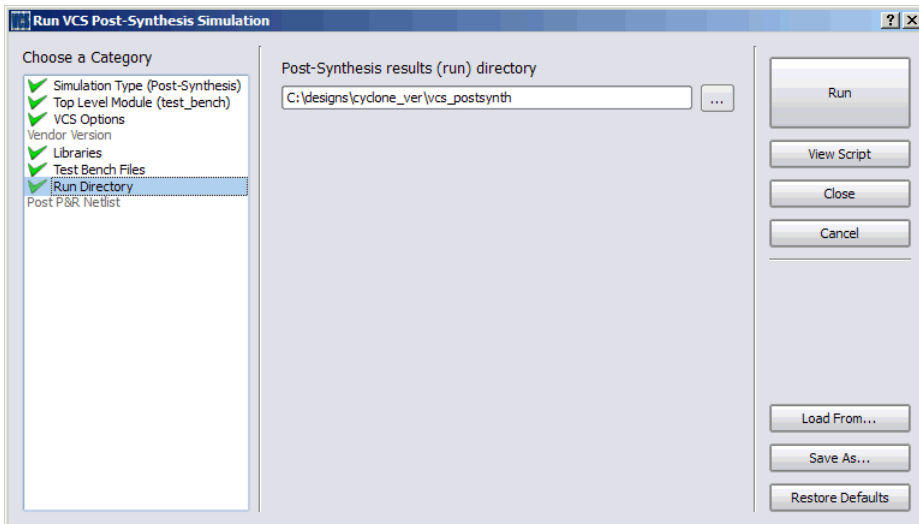 Run VCS Post-Synthesis Simulation
Choose a Category
Simulation Type (Post-Synthesis)
Top Level Module (test_bench)
VCS Options
Vendor Version
Libraries
Test Bench Files
Run Directory
Post P&R Netlist
Post-Synthesis results (run) directory
C:\designs\cyclone_ver\vcs_postsynth
...
Run
View Script
Close
Cancel
Load From...
Save As...
Restore Defaults